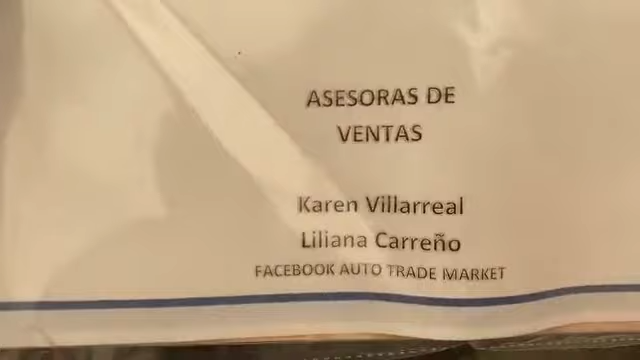 ASESORAS DE
VENTAS
Karen Villarreal
Liliana Carreño
FACEBOOK AUTO TRADE MARKET